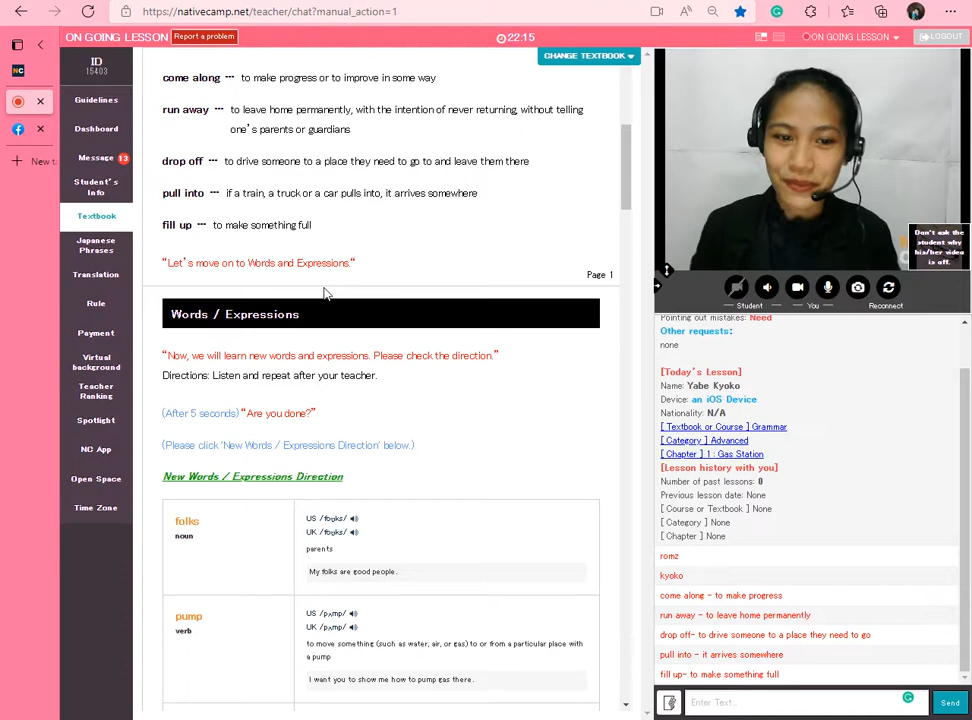 https://nativecamp.net/teacher/chat?manual_action=1
ON GOING LESSON
Report a problem
22:15
ON GOING LESSON
LOGOUT
CHANGE TEXTBOOK
NC
New t
ID
15403
Guidelines
Dashboard
Message 13
Student's
Info
Textbook
Japanese
Phrases
Translation
Rule
Payment
Virtual
background
Teacher
Ranking
Spotlight
NC App
Open Space
Time Zone
come along ··· to make progress or to improve in some way
run away ··· to leave home permanently, with the intention of never returning, without telling
one's parents or guardians
drop off ··· to drive someone to a place they need to go to and leave them there
pull into ··· if a train, a truck or a car pulls into, it arrives somewhere
fill up ··· to make something full
"Let's move on to Words and Expressions."
Page 1
Words / Expressions
"Now, we will learn new words and expressions. Please check the direction."
Directions: Listen and repeat after your teacher.
(After 5 seconds) "Are you done?"
(Please click 'New Words / Expressions Direction' below.)
New Words / Expressions Direction
folks
noun
US /foʊks/
UK /foʊks/
parents
My folks are good people.
pump
verb
US /pʌmp/
UK /pʌmp/
to move something (such as water, air, or gas) to or from a particular place with
a pump
I want you to show me how to pump gas there.
Don't ask the
student why
his/her video
is off.
Student
You
Reconnect
Pointing out mistakes: Need
Other requests:
none
[Today's Lesson]
Name: Yabe Kyoko
Device: an iOS Device
Nationality: N/A
[ Textbook or Course ] Grammar
[ Category ] Advanced
[ Chapter ] 1 : Gas Station
[Lesson history with you]
Number of past lessons: 0
Previous lesson date: None
[ Course or Textbook ] None
[ Category ] None
[ Chapter ] None
romz
kyoko
come along - to make progress
run away - to leave home permanently
drop off- to drive someone to a place they need to go
pull into- it arrives somewhere
fill up- to make something full
Enter Text...
Send